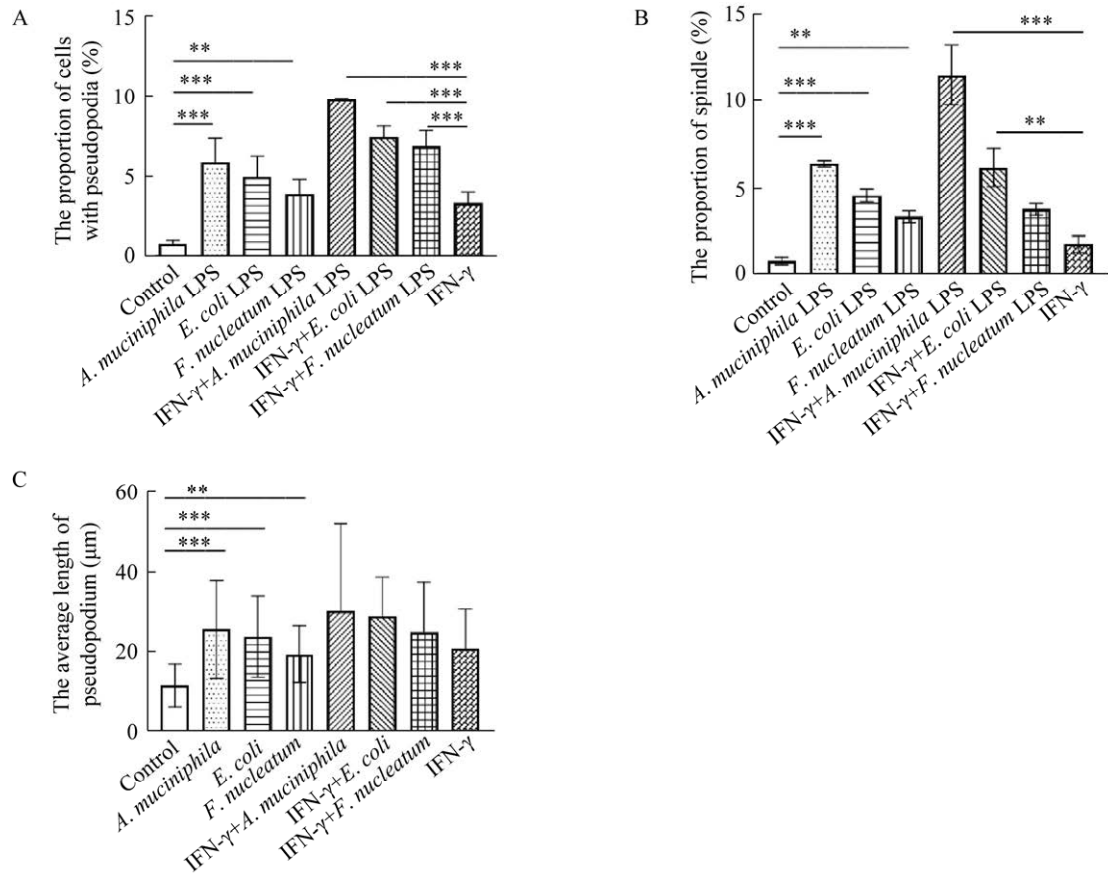 A
The proportion of cells
with pseudopodia (%)
15
10
5
0
**
***
***
***
***
***
Control
A. muciniphila LPS
E. coli LPS
F. nucleatum LPS
IFN-γ+A. muciniphila LPS
IFN-γ+E. coli LPS
IFN-γ+F. nucleatum LPS
IFN-γ
B
The proportion of spindle (%)
15
10
5
0
**
***
***
***
**
Control
A. muciniphila LPS
E. coli LPS
F. nucleatum LPS
IFN-γ+A. muciniphila LPS
IFN-γ+E. coli LPS
IFN-γ+F. nucleatum LPS
IFN-γ
C
The average length of
pseudopodium (μm)
60
40
20
0
**
***
***
Control
A. muciniphila
E. coli
F. nucleatum
IFN-γ+A. muciniphila
IFN-γ+E. coli
IFN-γ+F. nucleatum
IFN-γ